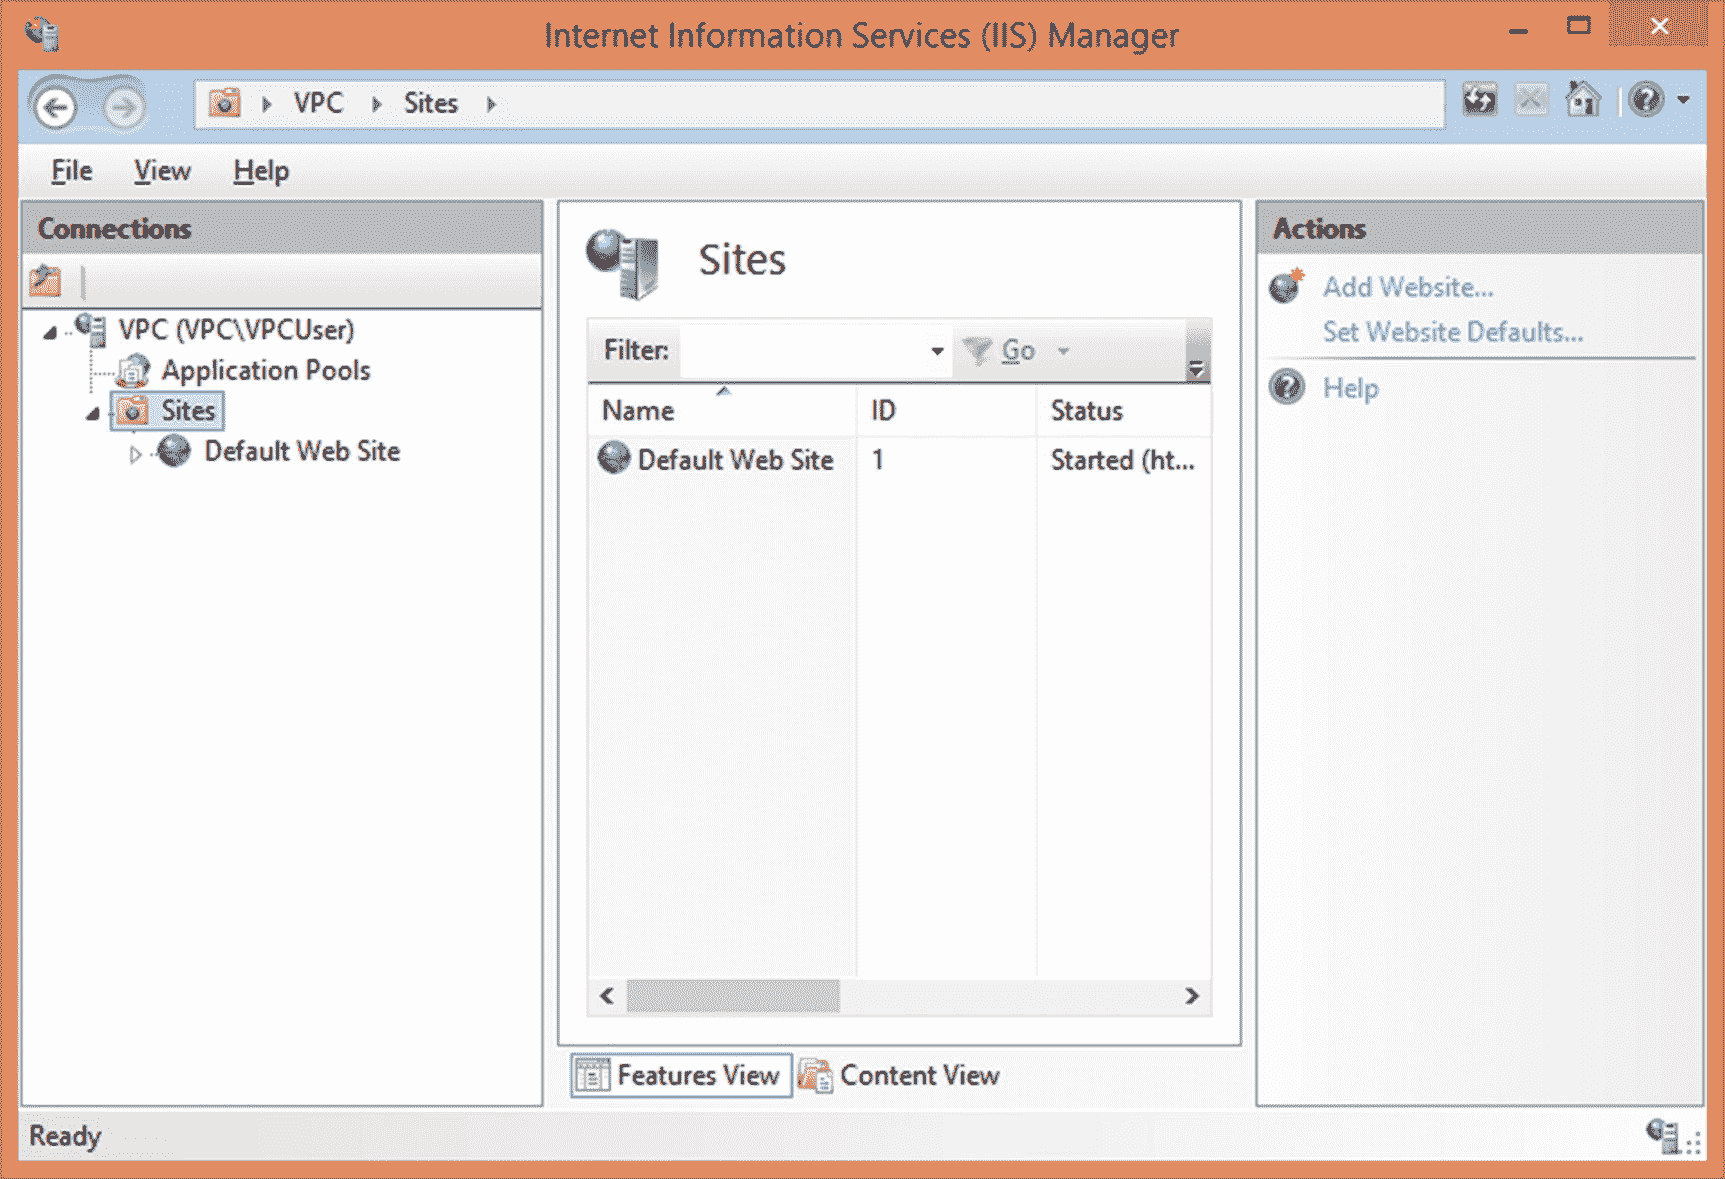 Internet Information Services (IIS) Manager
VPC Sites
File View Help
Connections
VPC (VPC\VPCUser)
Application Pools
Sites
Default Web Site
Sites
Filter: Go
Name ID Status
Default Web Site 1 Started (ht...
Features View Content View
Actions
Add Website...
Set Website Defaults...
Help
Ready